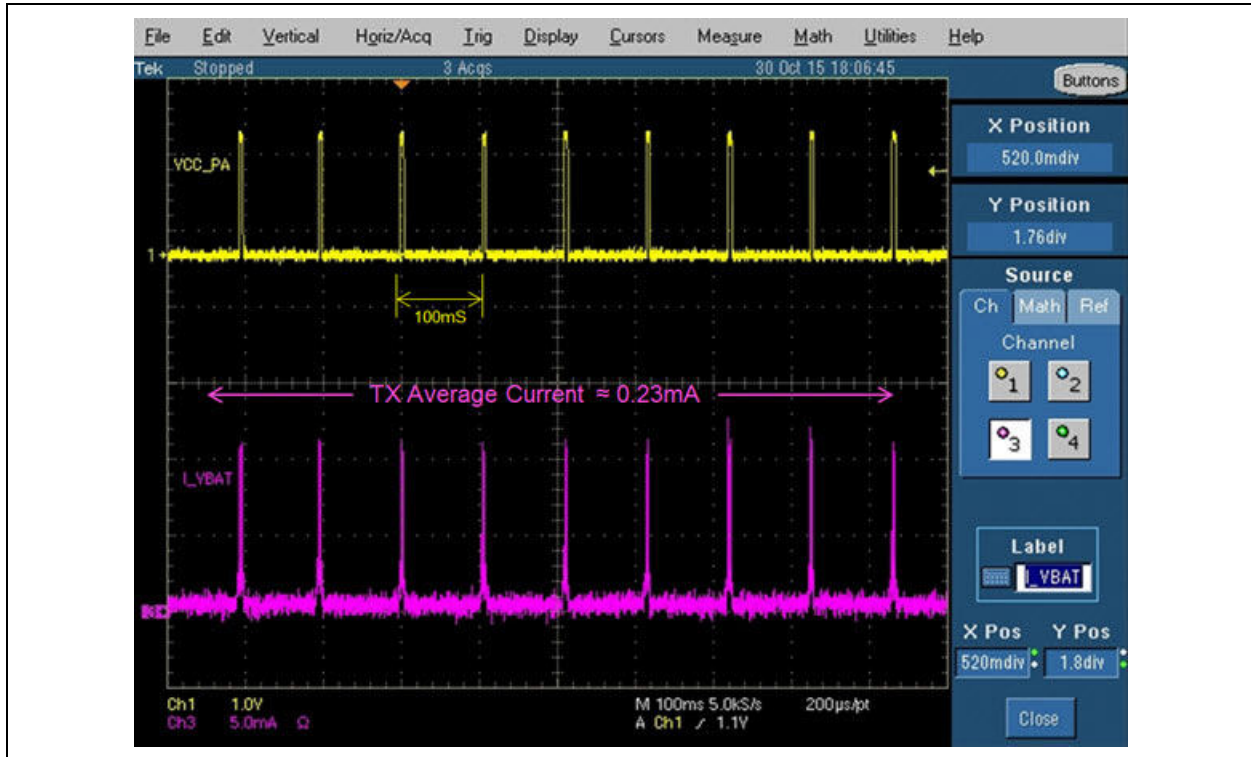 File Edit Vertical Horiz/Acq Trig Display Cursors Measure Math Utilities Help
Tek Stopped 3 Acqs 30 Oct 15 18:06:45
Buttons
X Position
520.0mdiv
Y Position
1.76div
Source
Ch Math Ref
Channel
1 2
3 4
Label
I_VBAT
X Pos Y Pos
520mdiv 1.8div
Close
VCC_PA
1
100mS
TX Average Current ≈ 0.23mA
I_VBAT
Ch1 1.0V M 100ms 5.0kS/s 200µs/pt
Ch3 5.0mA Ω A Ch1 1.1V